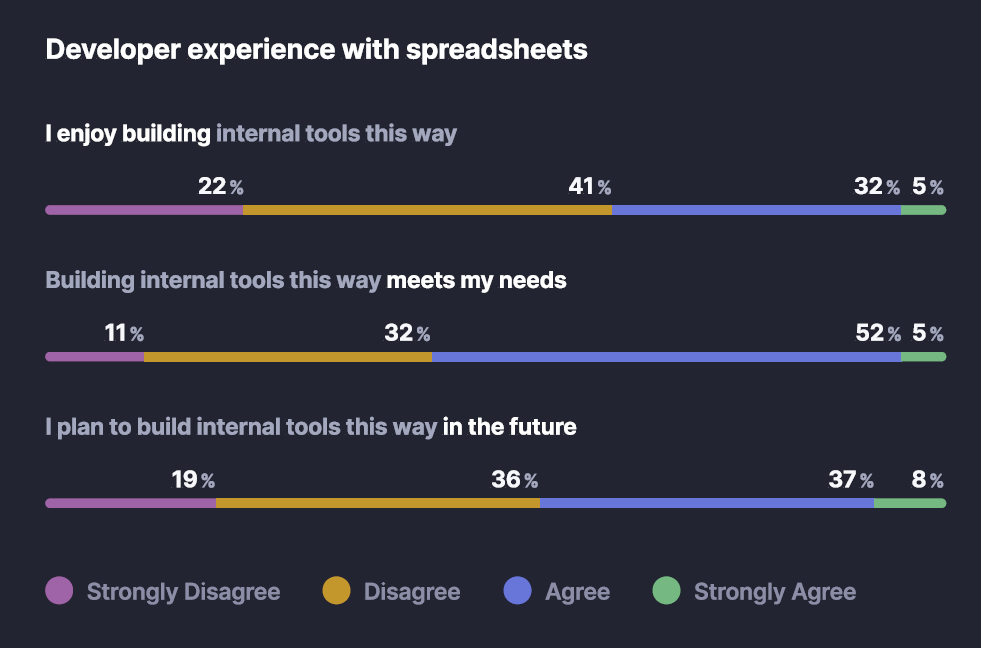 Developer experience with spreadsheets
I enjoy building internal tools this way
22% 41% 32% 5%
Building internal tools this way meets my needs
11% 32% 52% 5%
I plan to build internal tools this way in the future
19% 36% 37% 8%
Strongly Disagree Disagree Agree Strongly Agree